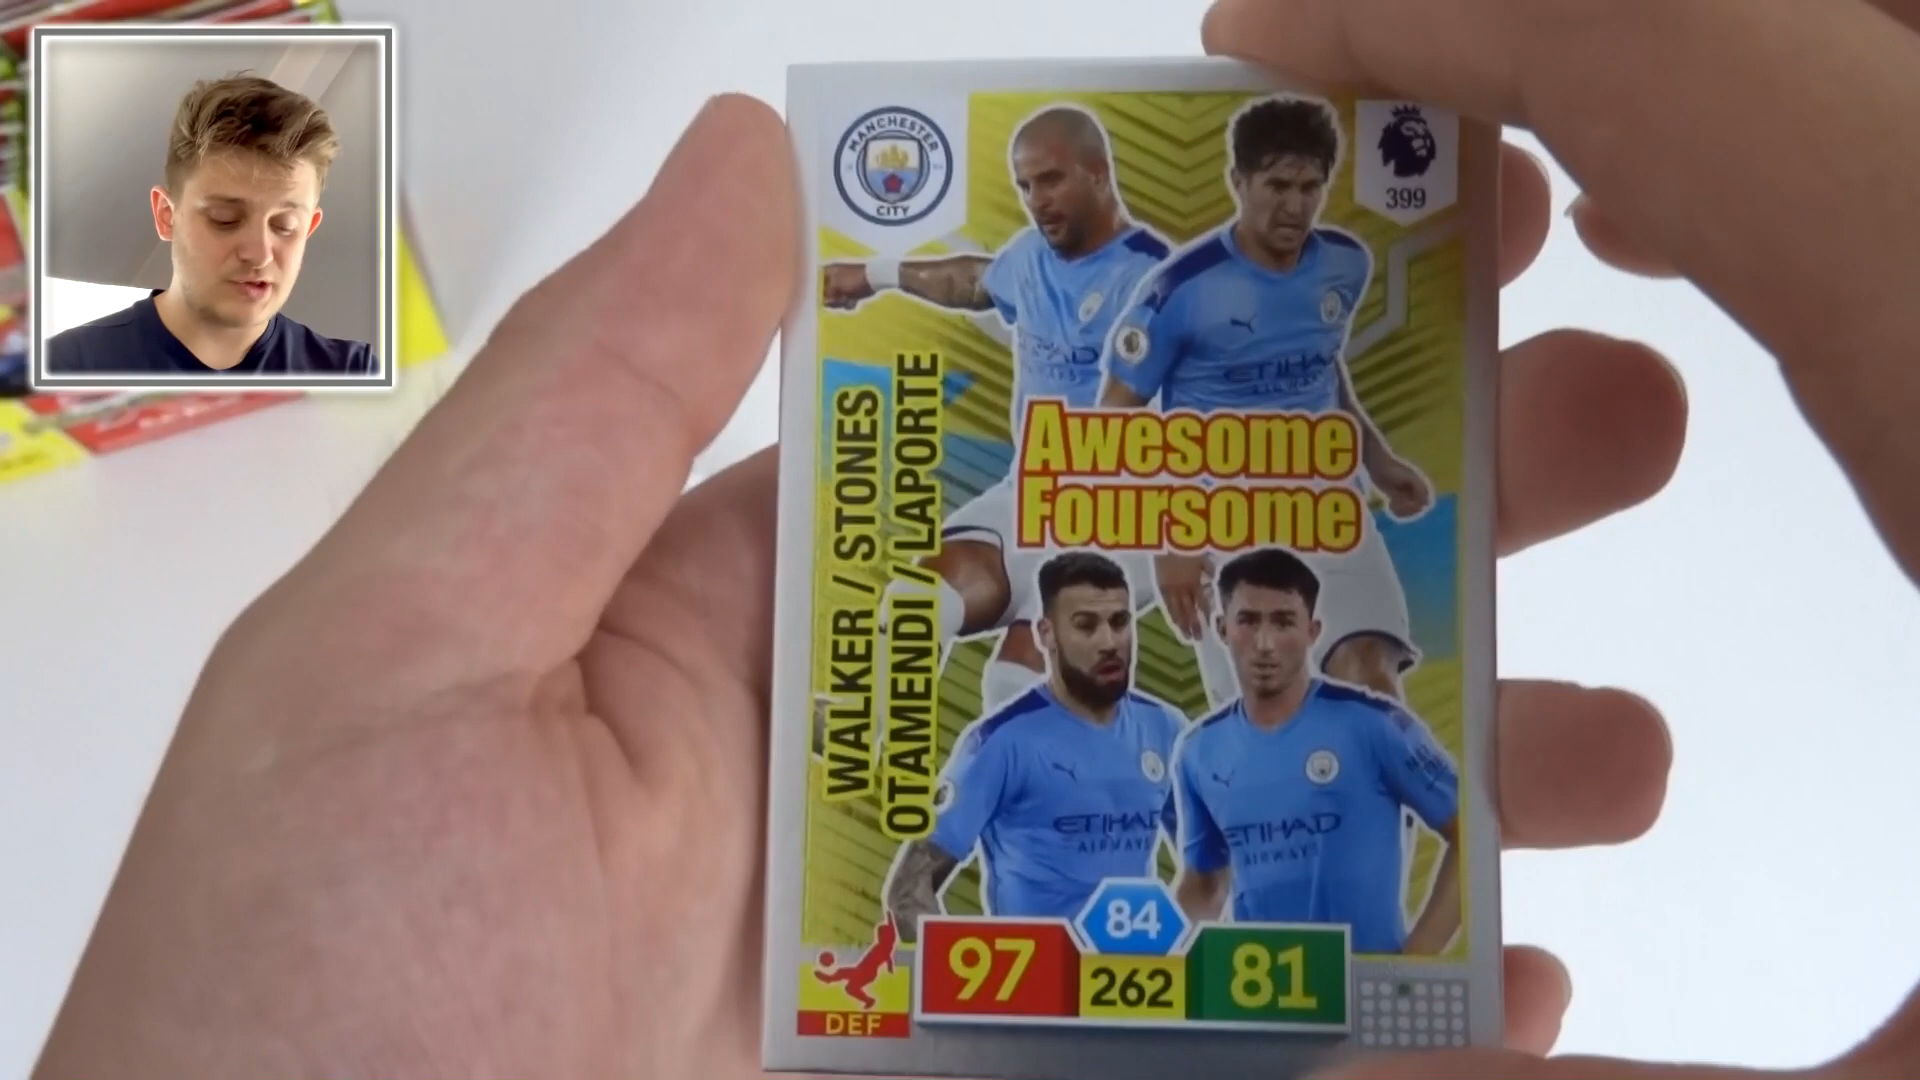 MANCHESTER
CITY
399
ETIHAD
AIRWAYS
WALKER / STONES
OTAMENDI / LAPORTE
Awesome
Foursome
ETIHAD
AIRWAYS
ETIHAD
AIRWAYS
84
97
262
81
DEF